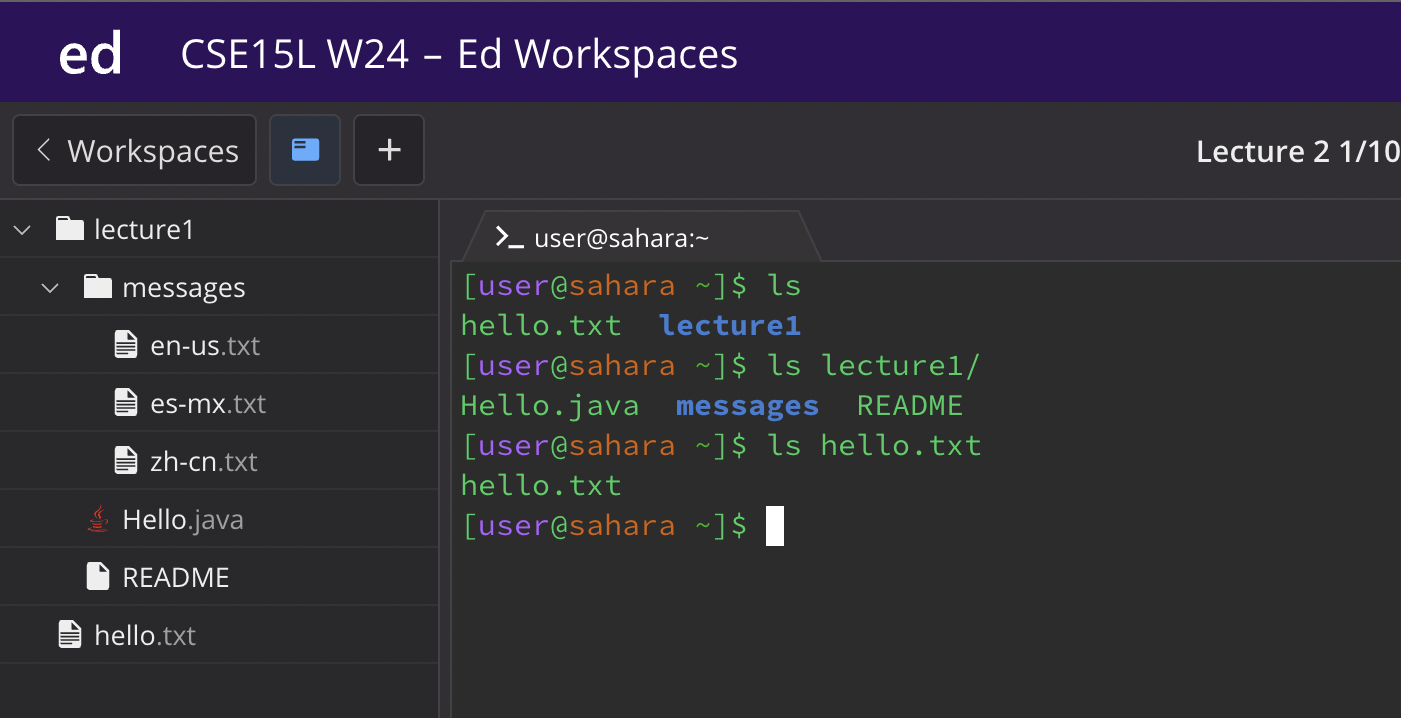 ed CSE15L W24 – Ed Workspaces
Workspaces + Lecture 2 1/10
lecture1
messages
en-us.txt
es-mx.txt
zh-cn.txt
Hello.java
README
hello.txt
>_ user@sahara:~
[user@sahara ~]$ ls
hello.txt lecture1
[user@sahara ~]$ ls lecture1/
Hello.java messages README
[user@sahara ~]$ ls hello.txt
hello.txt
[user@sahara ~]$